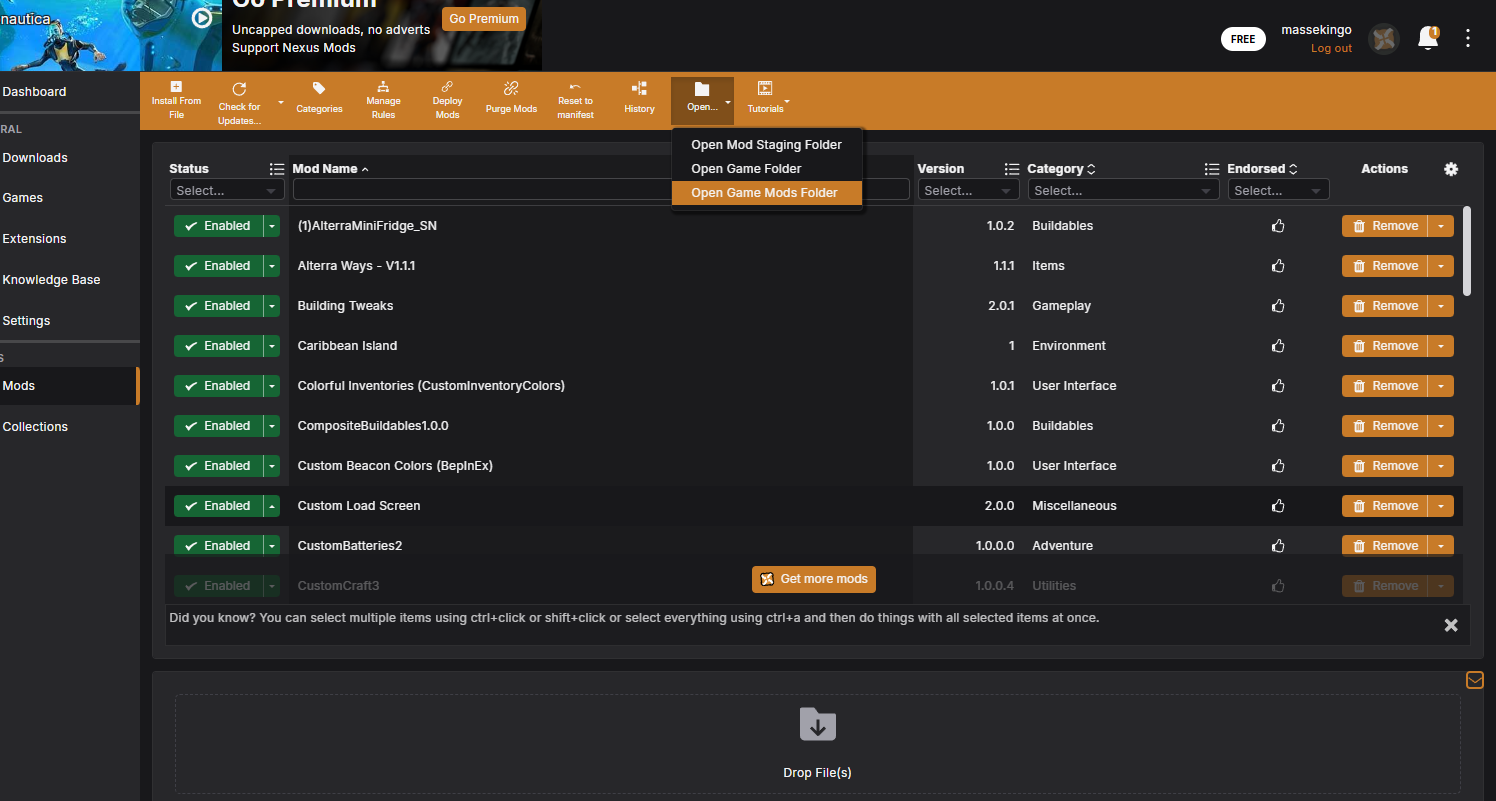 nautica
Go Premium
Uncapped downloads, no adverts
Support Nexus Mods
Go Premium
FREE
massekingo
Log out
1
Dashboard
RAL
Downloads
Games
Extensions
Knowledge Base
Settings
S
Mods
Collections
Install From
File
Check for
Updates...
Categories
Manage
Rules
Deploy
Mods
Purge Mods
Reset to
manifest
History
Open...
Tutorials
Open Mod Staging Folder
Open Game Folder
Open Game Mods Folder
Status Mod Name Version Category Endorsed Actions
Select... Select... Select... Select...
Enabled (1)AlterraMiniFridge_SN 1.0.2 Buildables Remove
Enabled Alterra Ways - V1.1.1 1.1.1 Items Remove
Enabled Building Tweaks 2.0.1 Gameplay Remove
Enabled Caribbean Island 1 Environment Remove
Enabled Colorful Inventories (CustomInventoryColors) 1.0.1 User Interface Remove
Enabled CompositeBuildables1.0.0 1.0.0 Buildables Remove
Enabled Custom Beacon Colors (BepInEx) 1.0.0 User Interface Remove
Enabled Custom Load Screen 2.0.0 Miscellaneous Remove
Enabled CustomBatteries2 1.0.0.0 Adventure Remove
Enabled CustomCraft3 1.0.0.4 Utilities Remove
Get more mods
Did you know? You can select multiple items using ctrl+click or shift+click or select everything using ctrl+a and then do things with all selected items at once.
Drop File(s)